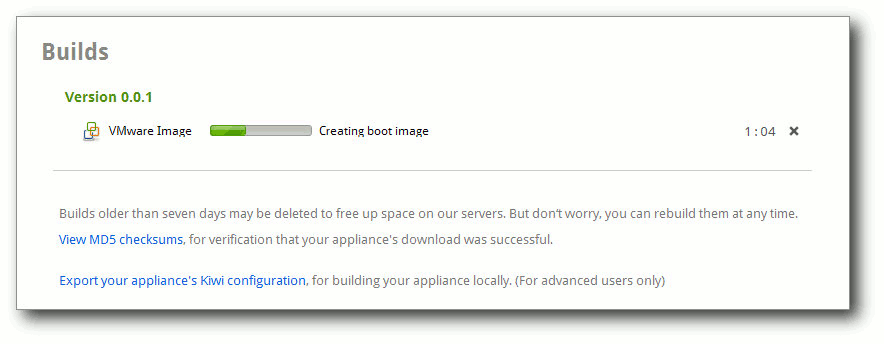 Builds
Version 0.0.1
VMware Image Creating boot image 1:04
Builds older than seven days may be deleted to free up space on our servers. But don't worry, you can rebuild them at any time.
View MD5 checksums, for verification that your appliance's download was successful.
Export your appliance's Kiwi configuration, for building your appliance locally. (For advanced users only)